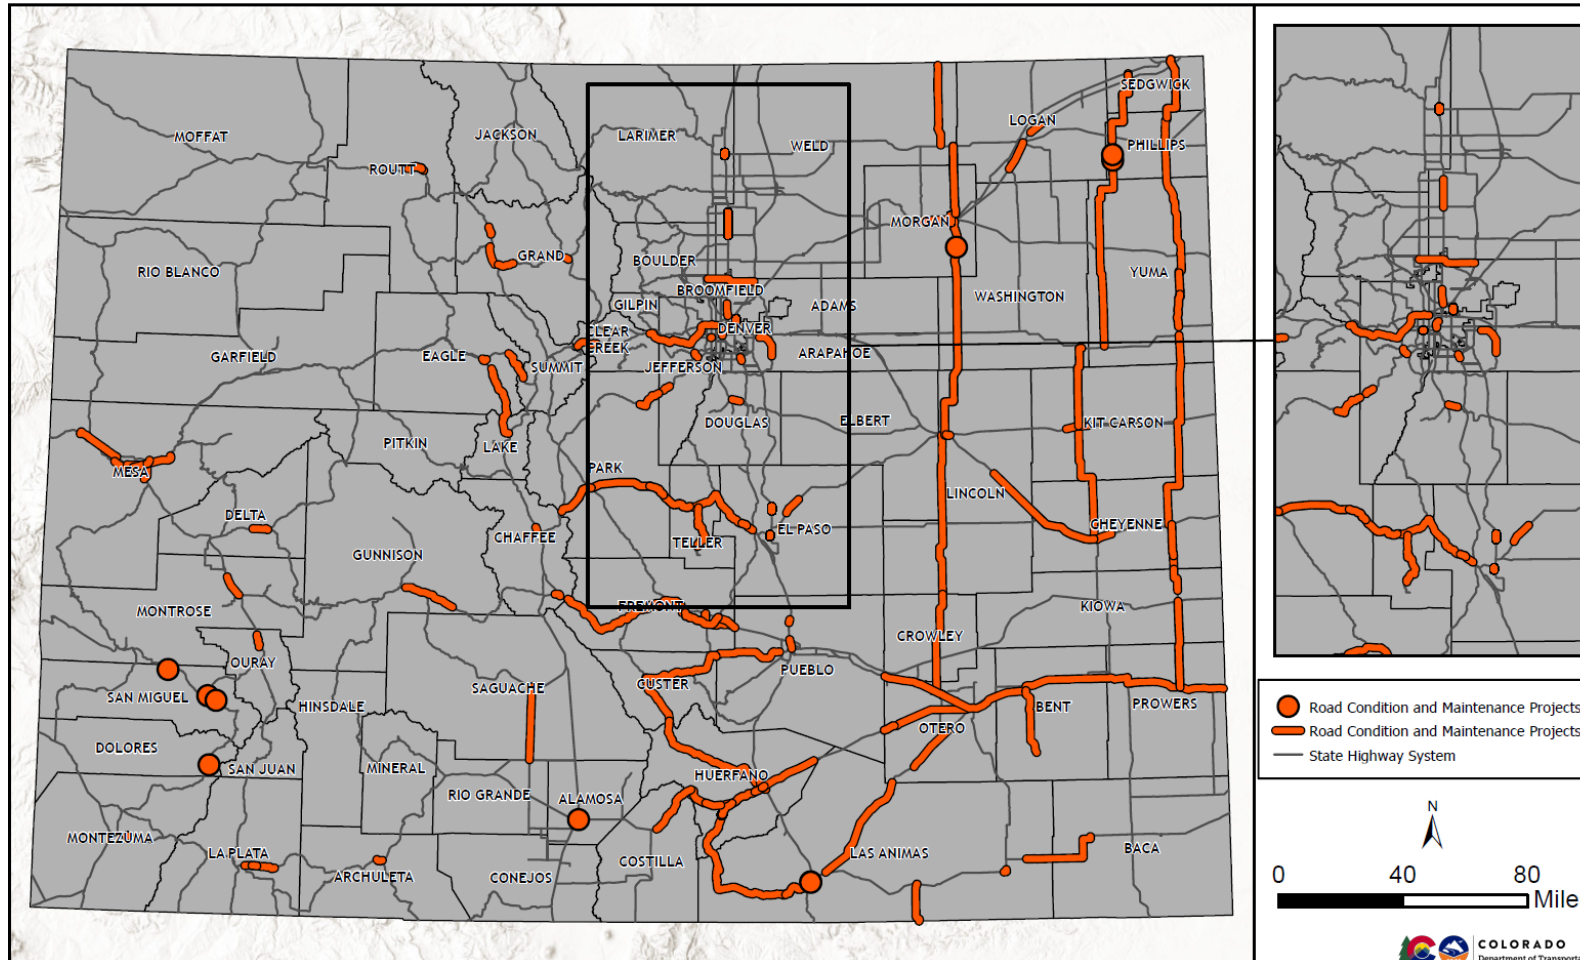 SEDGWICK
LOGAN
MOFFAT
JACKSON
LARIMER
WELD
PHILLIPS
ROUTT
MORGAN
GRAND
BOULDER
RIO BLANCO
YUMA
BROOMFIELD
WASHINGTON
GILPIN
ADAMS
CLEAR
CREEK
DENVER
GARFIELD
EAGLE
ARAPAHOE
SUMMIT
JEFFERSON
DOUGLAS
ELBERT
KIT CARSON
PITKIN
LAKE
PARK
MESA
LINCOLN
DELTA
CHEYENNE
EL PASO
CHAFFEE
TELLER
GUNNISON
MONTROSE
FREMONT
KIOWA
CROWLEY
OURAY
PUEBLO
CUSTER
SAGUACHE
SAN MIGUEL
HINSDALE
BENT
PROWERS
OTERO
DOLORES
SAN JUAN
MINERAL
HUERFANO
RIO GRANDE
ALAMOSA
MONTEZUMA
LA PLATA
LAS ANIMAS
BACA
COSTILLA
ARCHULETA
CONEJOS
Road Condition and Maintenance Projects
Road Condition and Maintenance Projects
State Highway System
N
0 40 80
Mile
COLORADO
Department of Transporta